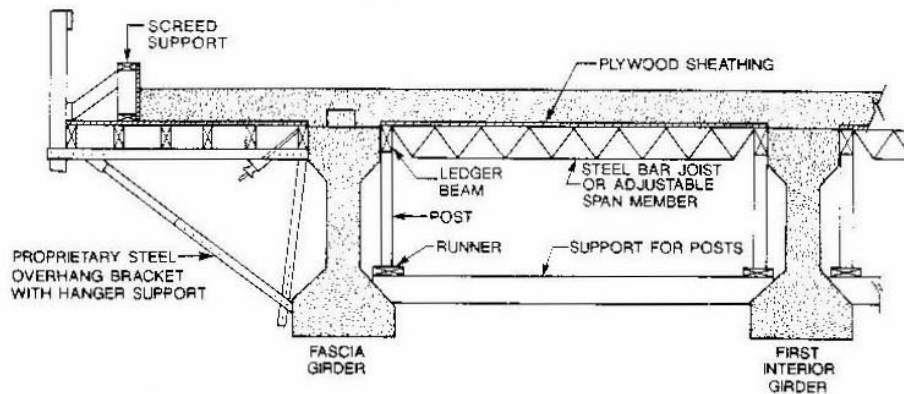 SCREED
SUPPORT
PLYWOOD SHEATHING
LEDGER
BEAM
STEEL BAR JOIST
OR ADJUSTABLE
SPAN MEMBER
POST
RUNNER
SUPPORT FOR POSTS
PROPRIETARY STEEL
OVERHANG BRACKET
WITH HANGER SUPPORT
FASCIA
GIRDER
FIRST
INTERIOR
GIRDER